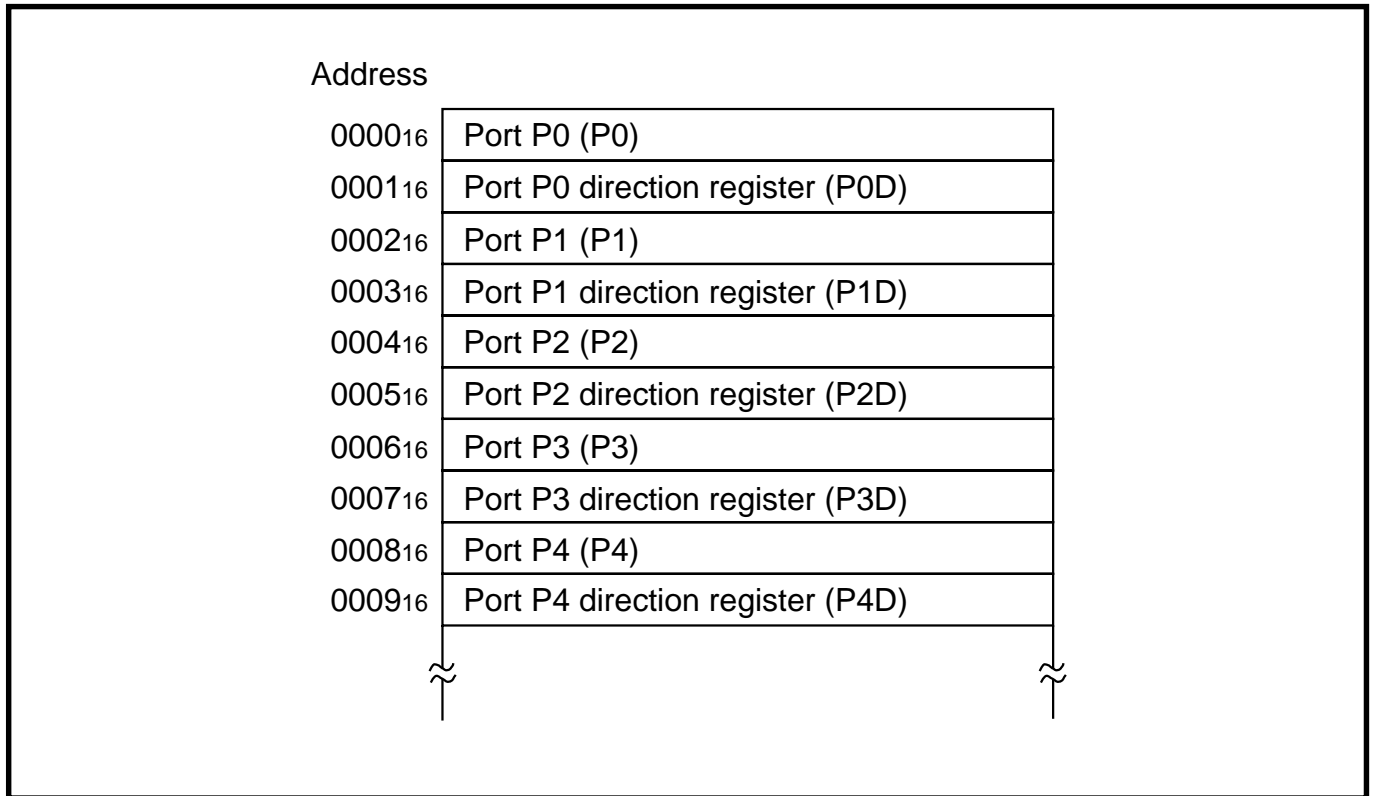 Address
0000₁₆ Port P0 (P0)
0001₁₆ Port P0 direction register (P0D)
0002₁₆ Port P1 (P1)
0003₁₆ Port P1 direction register (P1D)
0004₁₆ Port P2 (P2)
0005₁₆ Port P2 direction register (P2D)
0006₁₆ Port P3 (P3)
0007₁₆ Port P3 direction register (P3D)
0008₁₆ Port P4 (P4)
0009₁₆ Port P4 direction register (P4D)